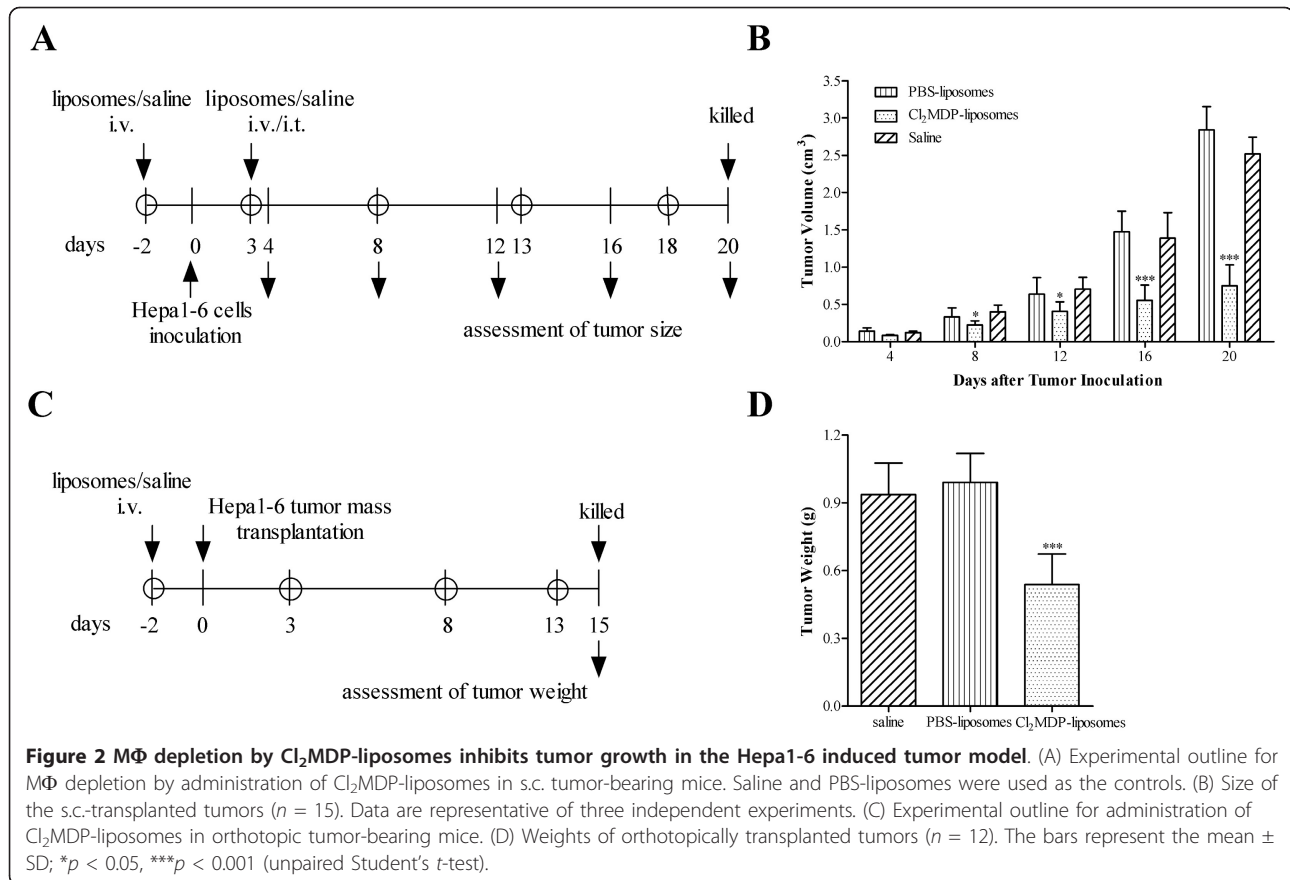 A
liposomes/saline
i.v.
liposomes/saline
i.v./i.t.
killed
days
-2 0 3 4 8 12 13 16 18 20
Hepa1-6 cells
inoculation
assessment of tumor size
B
PBS-liposomes
Cl₂MDP-liposomes
Saline
Tumor Volume (cm³)
3.5
3.0
2.5
2.0
1.5
1.0
0.5
0.0
*
*
***
***
4 8 12 16 20
Days after Tumor Inoculation
C
liposomes/saline
i.v.
Hepa1-6 tumor mass
transplantation
killed
days -2 0 3 8 13 15
assessment of tumor weight
D
Tumor Weight (g)
1.2
0.9
0.6
0.3
0.0
***
saline PBS-liposomes Cl₂MDP-liposomes
Figure 2 MΦ depletion by Cl₂MDP-liposomes inhibits tumor growth in the Hepa1-6 induced tumor model. (A) Experimental outline for
MΦ depletion by administration of Cl₂MDP-liposomes in s.c. tumor-bearing mice. Saline and PBS-liposomes were used as the controls. (B) Size of
the s.c.-transplanted tumors (n = 15). Data are representative of three independent experiments. (C) Experimental outline for administration of
Cl₂MDP-liposomes in orthotopic tumor-bearing mice. (D) Weights of orthotopically transplanted tumors (n = 12). The bars represent the mean ±
SD; *p < 0.05, ***p < 0.001 (unpaired Student's t-test).